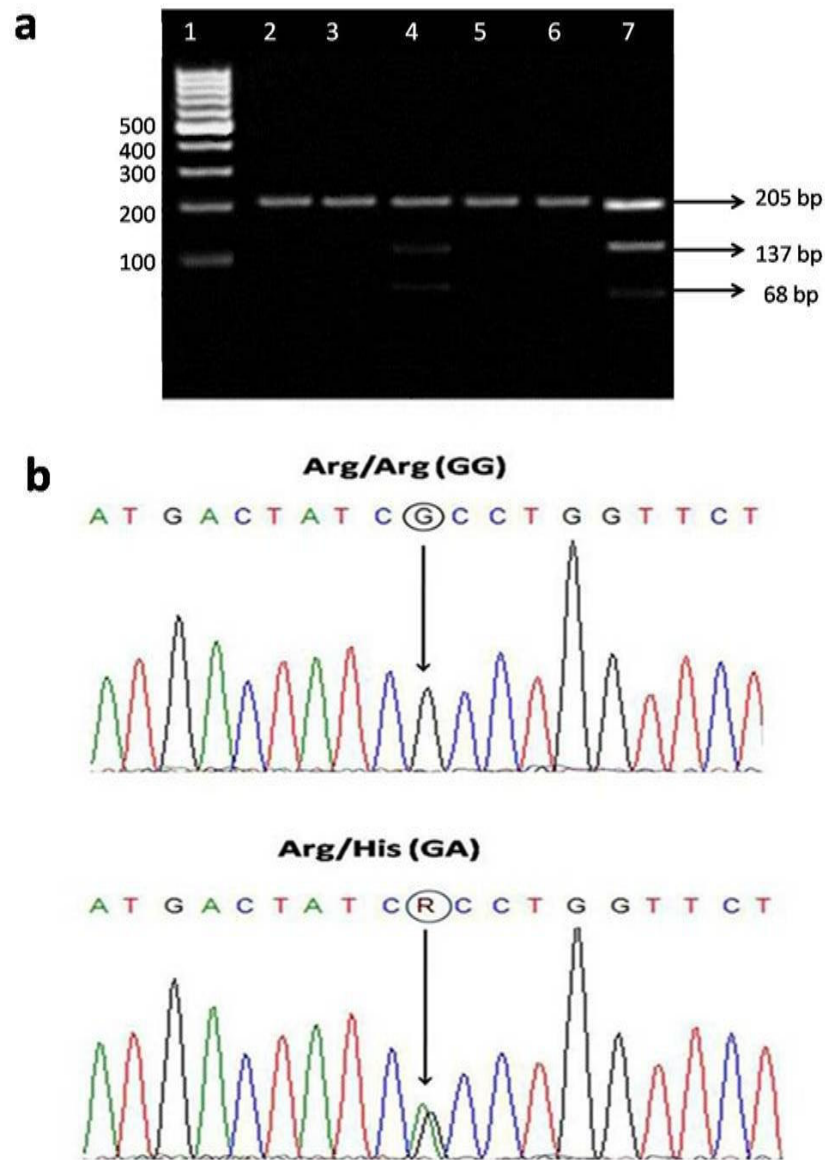 a
1 2 3 4 5 6 7
500
400
300
200
100
205 bp
137 bp
68 bp
b
Arg/Arg (GG)
A T G A C T A T C G C C T G G T T C T
Arg/His (GA)
A T G A C T A T C R C C T G G T T C T